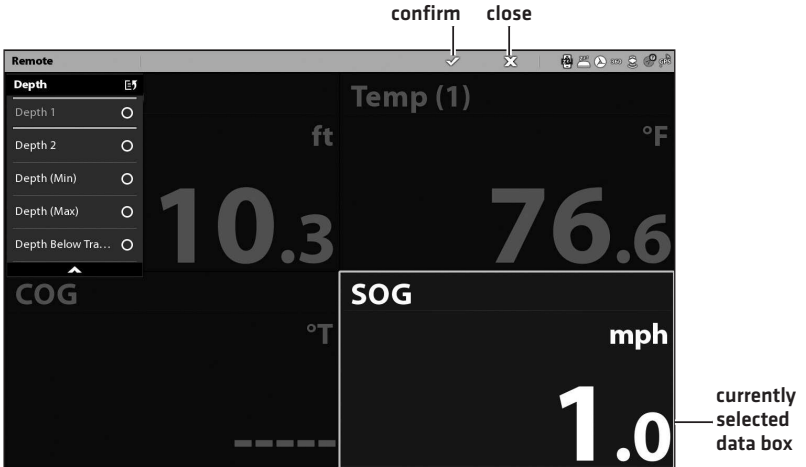 confirm close
Remote
Depth
Depth 1
Depth 2
Depth (Min)
Depth (Max)
Depth Below Tra...
ft
10.3
Temp (1)
°F
76.6
COG
°T
-----
SOG
mph
1.0
currently
selected
data box